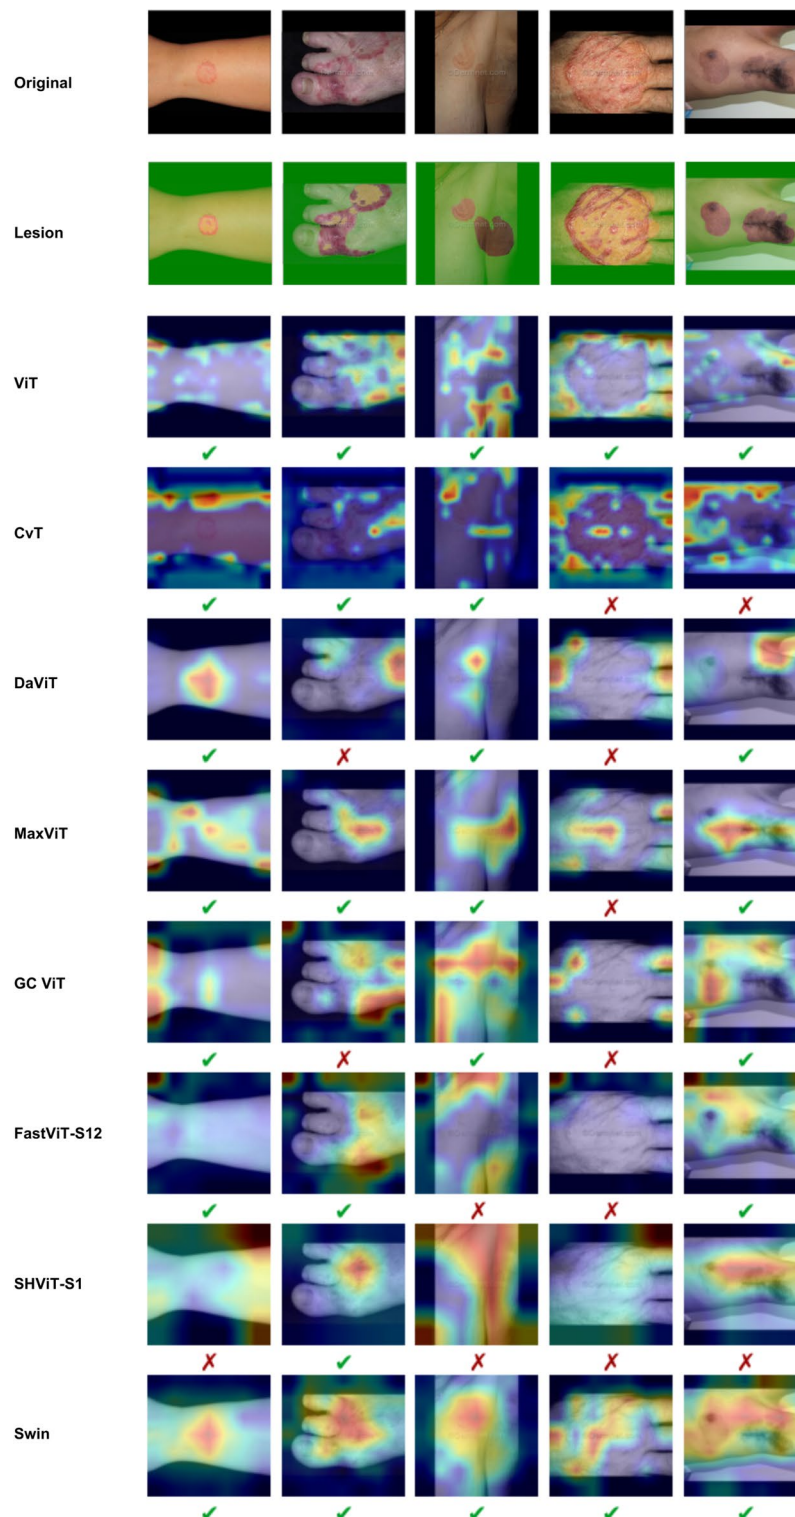 Original
Lesion
ViT
✓ ✓ ✓ ✓ ✓
CvT
✓ ✓ ✓ ✗ ✗
DaViT
✓ ✗ ✓ ✗ ✓
MaxViT
✓ ✓ ✓ ✗ ✓
GC ViT
✓ ✗ ✓ ✗ ✓
FastViT-S12
✓ ✓ ✗ ✗ ✓
SHViT-S1
✗ ✓ ✗ ✗ ✗
Swin
✓ ✓ ✓ ✓ ✓